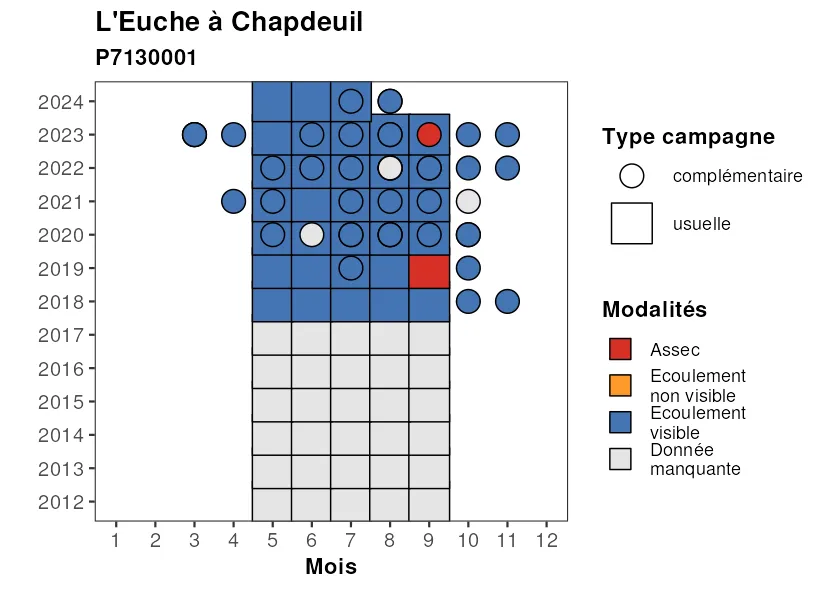 L'Euche à Chapdeuil
P7130001
2024
2023
2022
2021
2020
2019
2018
2017
2016
2015
2014
2013
2012
1 2 3 4 5 6 7 8 9 10 11 12
Mois
Type campagne
complémentaire
usuelle
Modalités
Assec
Ecoulement
non visible
Ecoulement
visible
Donnée
manquante